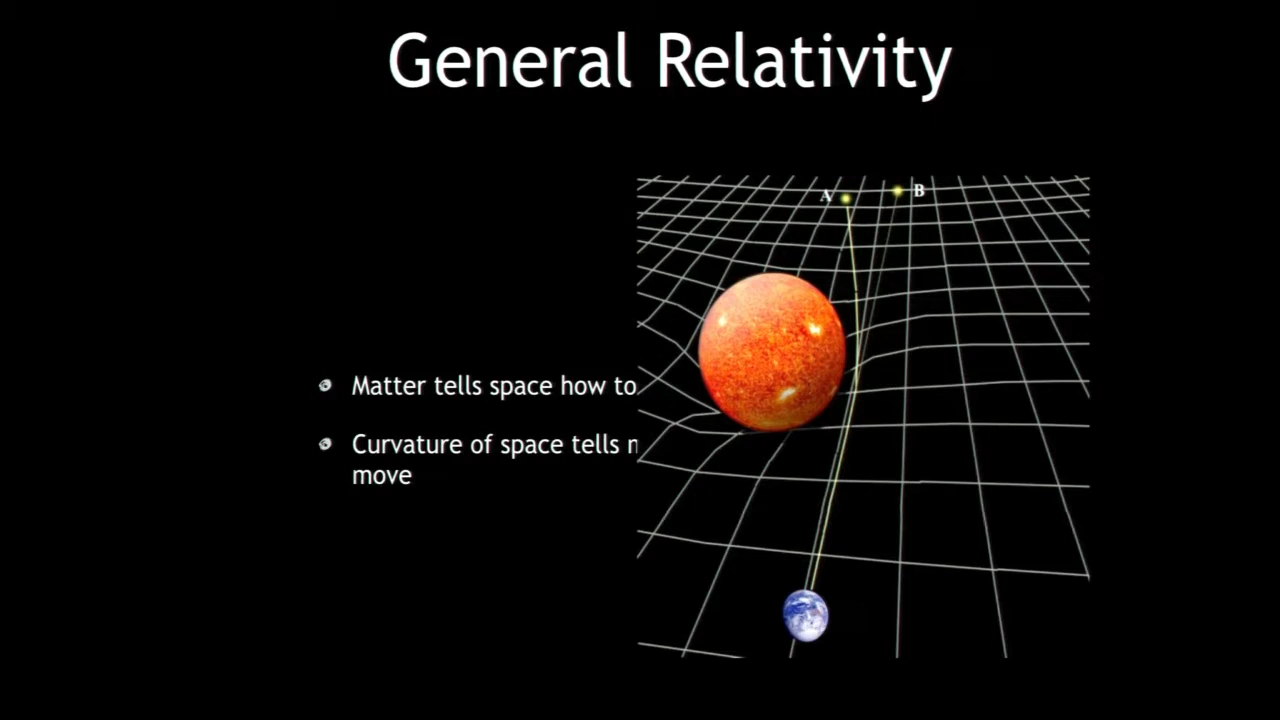 General Relativity
A
B
Matter tells space how to
Curvature of space tells
move